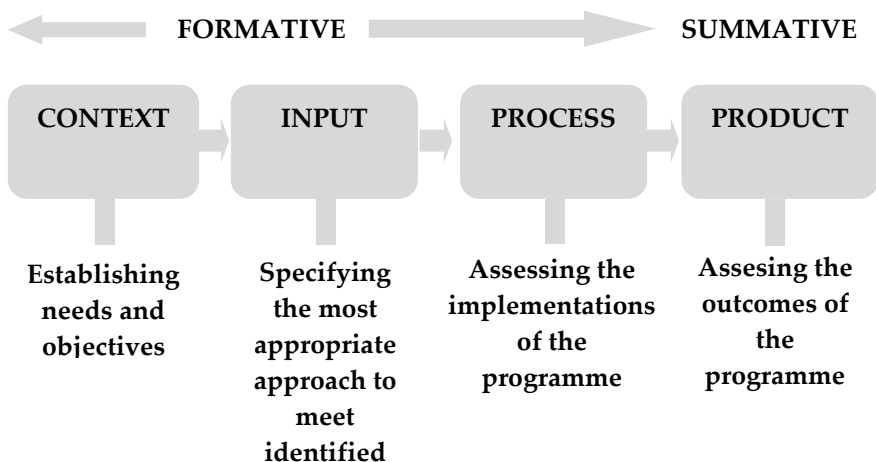 FORMATIVE SUMMATIVE
CONTEXT INPUT PROCESS PRODUCT
Establishing
needs and
objectives
Specifying
the most
appropriate
approach to
meet
identified
Assessing the
implementations
of the
programme
Assesing the
outcomes of
the
programme